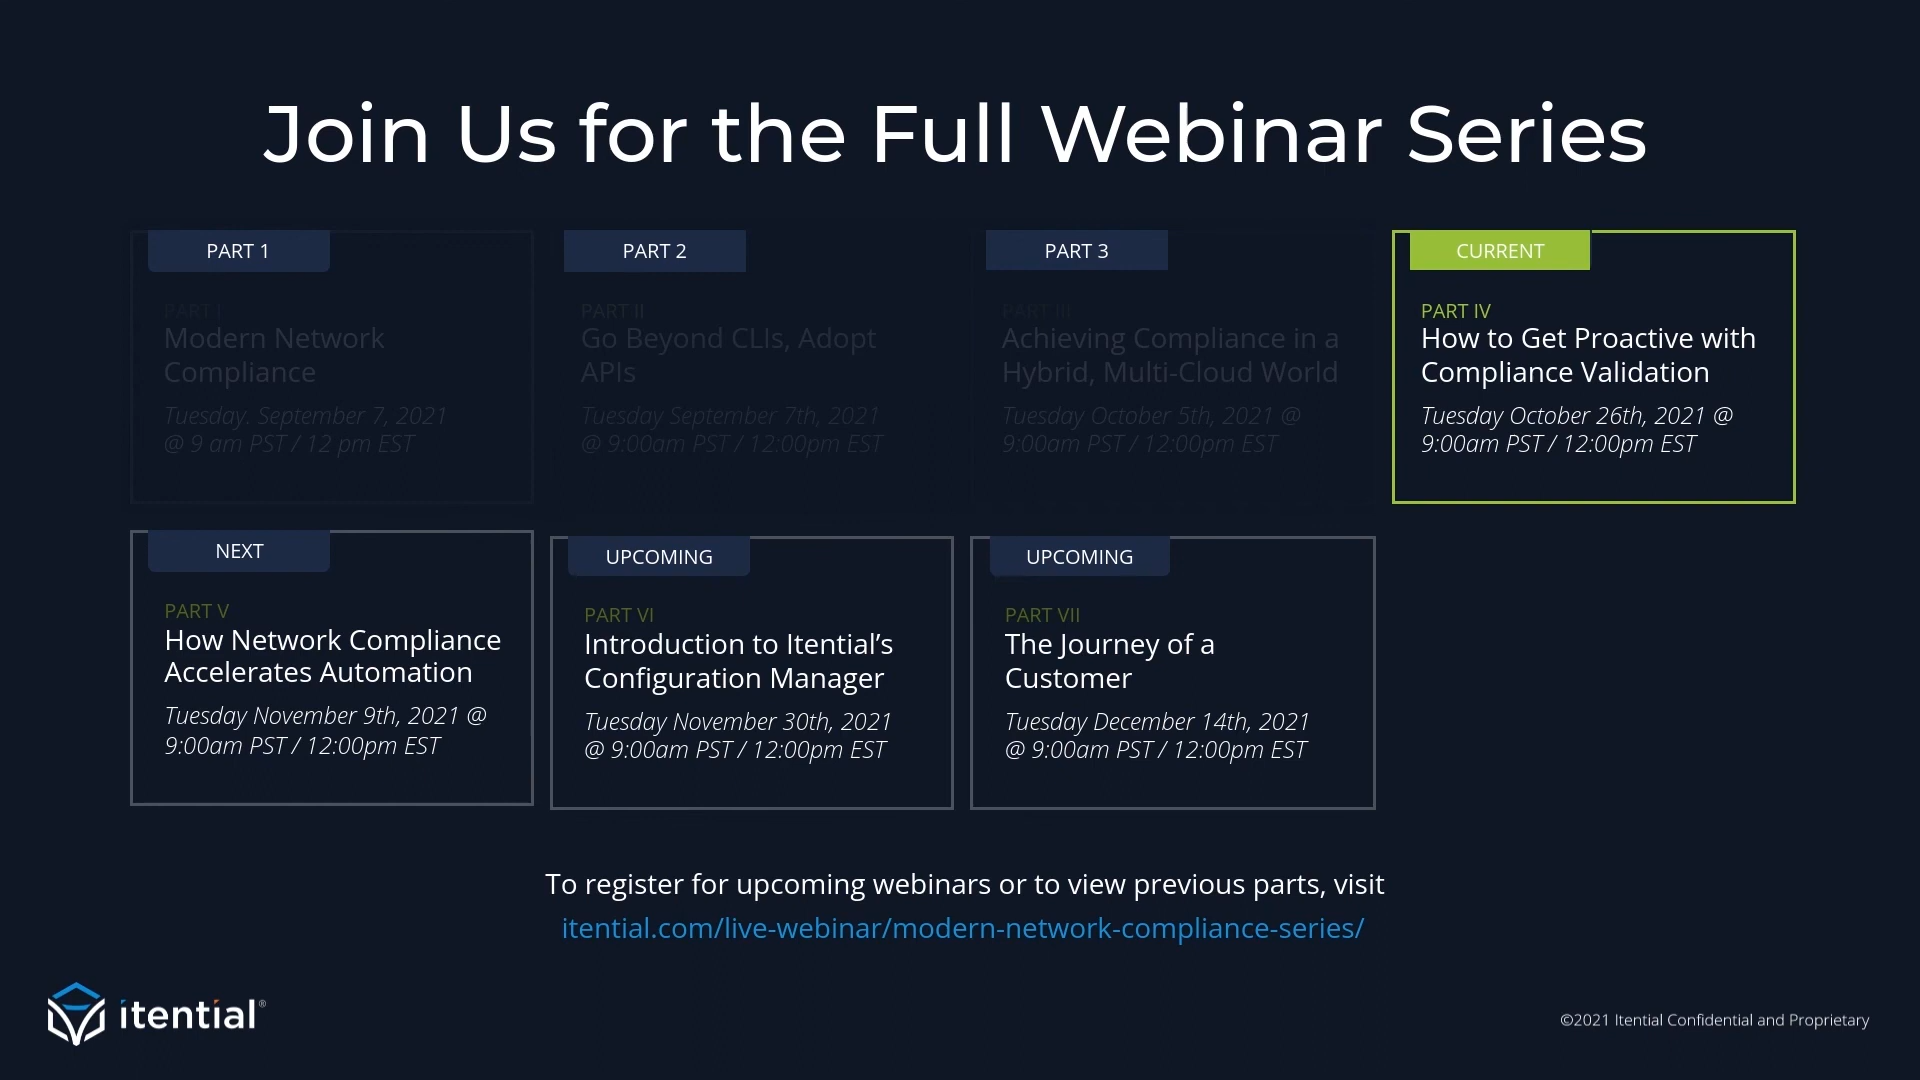 Join Us for the Full Webinar Series
PART 1
PART I
Modern Network
Compliance
Tuesday. September 7, 2021
@ 9 am PST / 12 pm EST
PART 2
PART II
Go Beyond CLIs, Adopt
APIs
Tuesday September 7th, 2021
@ 9:00am PST / 12:00pm EST
PART 3
PART III
Achieving Compliance in a
Hybrid, Multi-Cloud World
Tuesday October 5th, 2021 @
9:00am PST / 12:00pm EST
CURRENT
PART IV
How to Get Proactive with
Compliance Validation
Tuesday October 26th, 2021 @
9:00am PST / 12:00pm EST
NEXT
PART V
How Network Compliance
Accelerates Automation
Tuesday November 9th, 2021 @
9:00am PST / 12:00pm EST
UPCOMING
PART VI
Introduction to Itential’s
Configuration Manager
Tuesday November 30th, 2021
@ 9:00am PST / 12:00pm EST
UPCOMING
PART VII
The Journey of a
Customer
Tuesday December 14th, 2021
@ 9:00am PST / 12:00pm EST
To register for upcoming webinars or to view previous parts, visit
itential.com/live-webinar/modern-network-compliance-series/
itential®
©2021 Itential Confidential and Proprietary